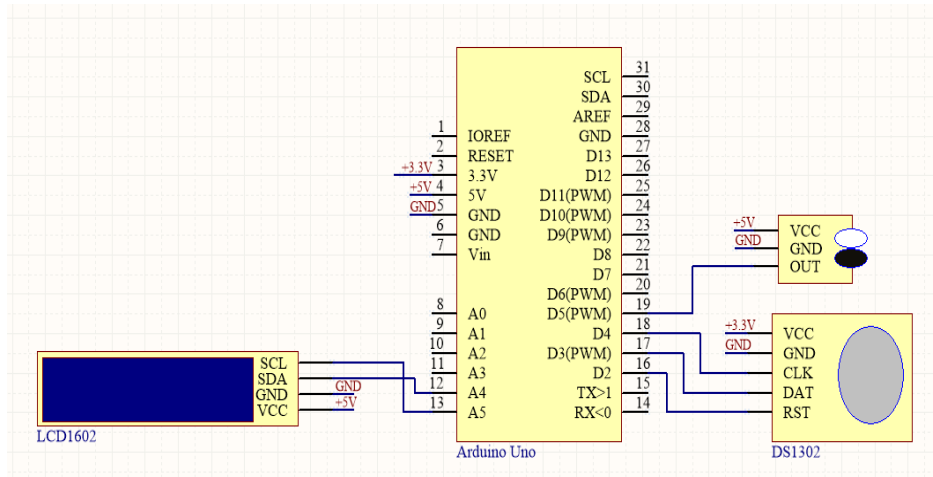 SCL 31
SDA 30
AREF 29
1 IOREF GND 28
2 RESET D13 27
+3.3V 3 3.3V D12 26
+5V 4 5V D11(PWM) 25
GND 5 GND D10(PWM) 24
6 GND D9(PWM) 23
7 Vin D8 22
D7 21
D6(PWM) 20
8 A0 D5(PWM) 19
9 A1 D4 18
10 A2 D3(PWM) 17
11 A3 D2 16
12 A4 TX>1 15
13 A5 RX<0 14
Arduino Uno
SCL
SDA
GND GND
VCC +5V
LCD1602
+5V VCC
GND GND
OUT
+3.3V VCC
GND GND
CLK
DAT
RST
DS1302